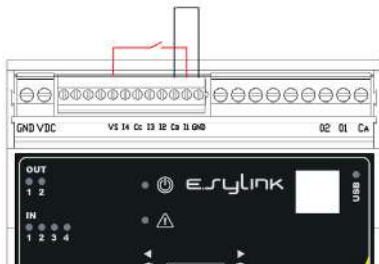 GND VDC VS I4 Cc I3 I2 Cb I1 GND O2 O1 CA
OUT
1 2
E.sylink
USB
IN
1 2 3 4